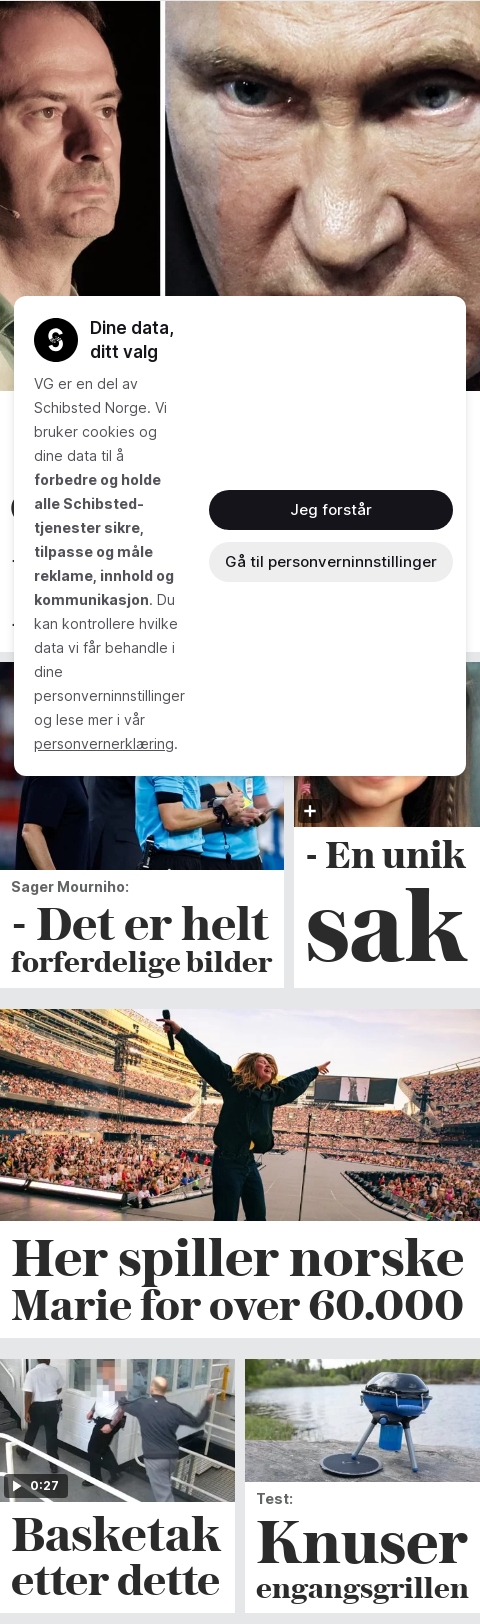 Dine data,
ditt valg
VG er en del av
Schibsted Norge. Vi
bruker cookies og
dine data til å
forbedre og holde
alle Schibsted-
tjenester sikre,
tilpasse og måle
reklame, innhold og
kommunikasjon. Du
kan kontrollere hvilke
data vi får behandle i
dine
personverninnstillinger
og lese mer i vår
personvernerklæring.
Jeg forstår
Gå til personverninnstillinger
Sager Mourniho:
- Det er helt
forferdelige bilder
- En unik
sak
Her spiller norske
Marie for over 60.000
0:27
Basketak
etter dette
Test:
Knuser
engangsgrillen